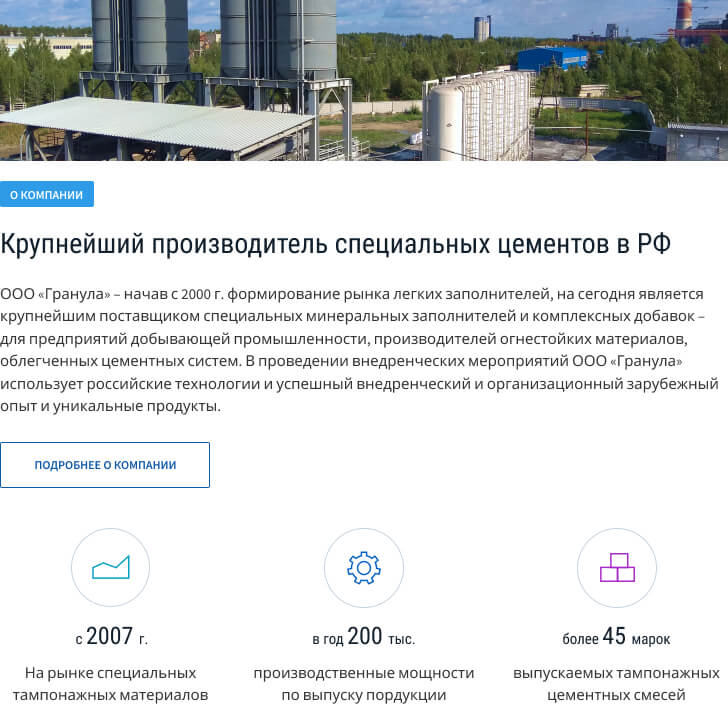 О КОМПАНИИ
Крупнейший производитель специальных цементов в РФ
ООО «Гранула» – начав с 2000 г. формирование рынка легких заполнителей, на сегодня является
крупнейшим поставщиком специальных минеральных заполнителей и комплексных добавок –
для предприятий добывающей промышленности, производителей огнестойких материалов,
облегченных цементных систем. В проведении внедренческих мероприятий ООО «Гранула»
использует российские технологии и успешный внедренческий и организационный зарубежный
опыт и уникальные продукты.
ПОДРОБНЕЕ О КОМПАНИИ
с 2007 г.
На рынке специальных
тампонажных материалов
в год 200 тыс.
производственные мощности
по выпуску пордукции
более 45 марок
выпускаемых тампонажных
цементных смесей